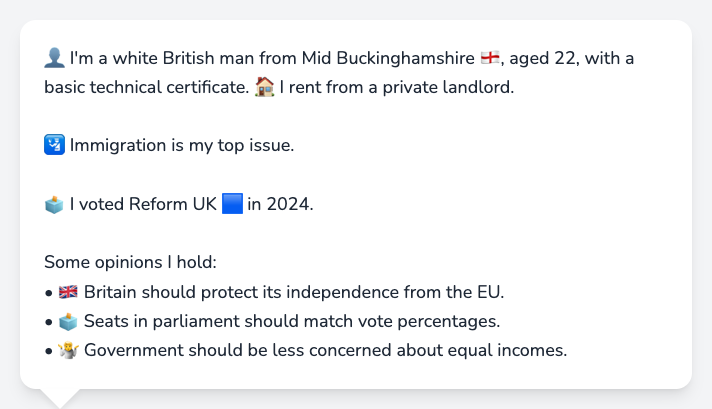 👤 I'm a white British man from Mid Buckinghamshire 🏴󠁧󠁢󠁥󠁮󠁧󠁿, aged 22, with a
basic technical certificate. 🏠 I rent from a private landlord.
🛂 Immigration is my top issue.
🗳️ I voted Reform UK 🟦 in 2024.
Some opinions I hold:
• 🇬🇧 Britain should protect its independence from the EU.
• 🗳️ Seats in parliament should match vote percentages.
• 🤷 Government should be less concerned about equal incomes.